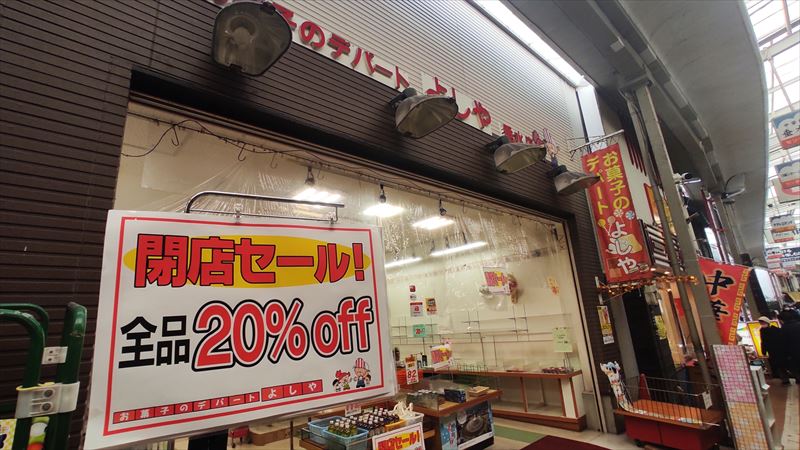 子のデパート よしや
お菓子の
デパート よしや
閉店セール!
全品20%off
お菓子のデパート よしや
中華
82